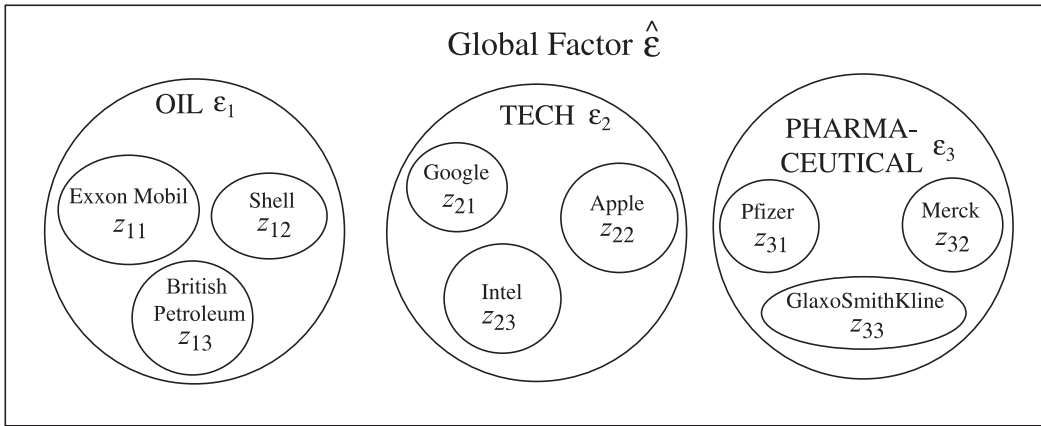 Global Factor ε̂
OIL ε₁
Exxon Mobil
z₁₁
Shell
z₁₂
British
Petroleum
z₁₃
TECH ε₂
Google
z₂₁
Apple
z₂₂
Intel
z₂₃
PHARMA-
CEUTICAL ε₃
Pfizer
z₃₁
Merck
z₃₂
GlaxoSmithKline
z₃₃